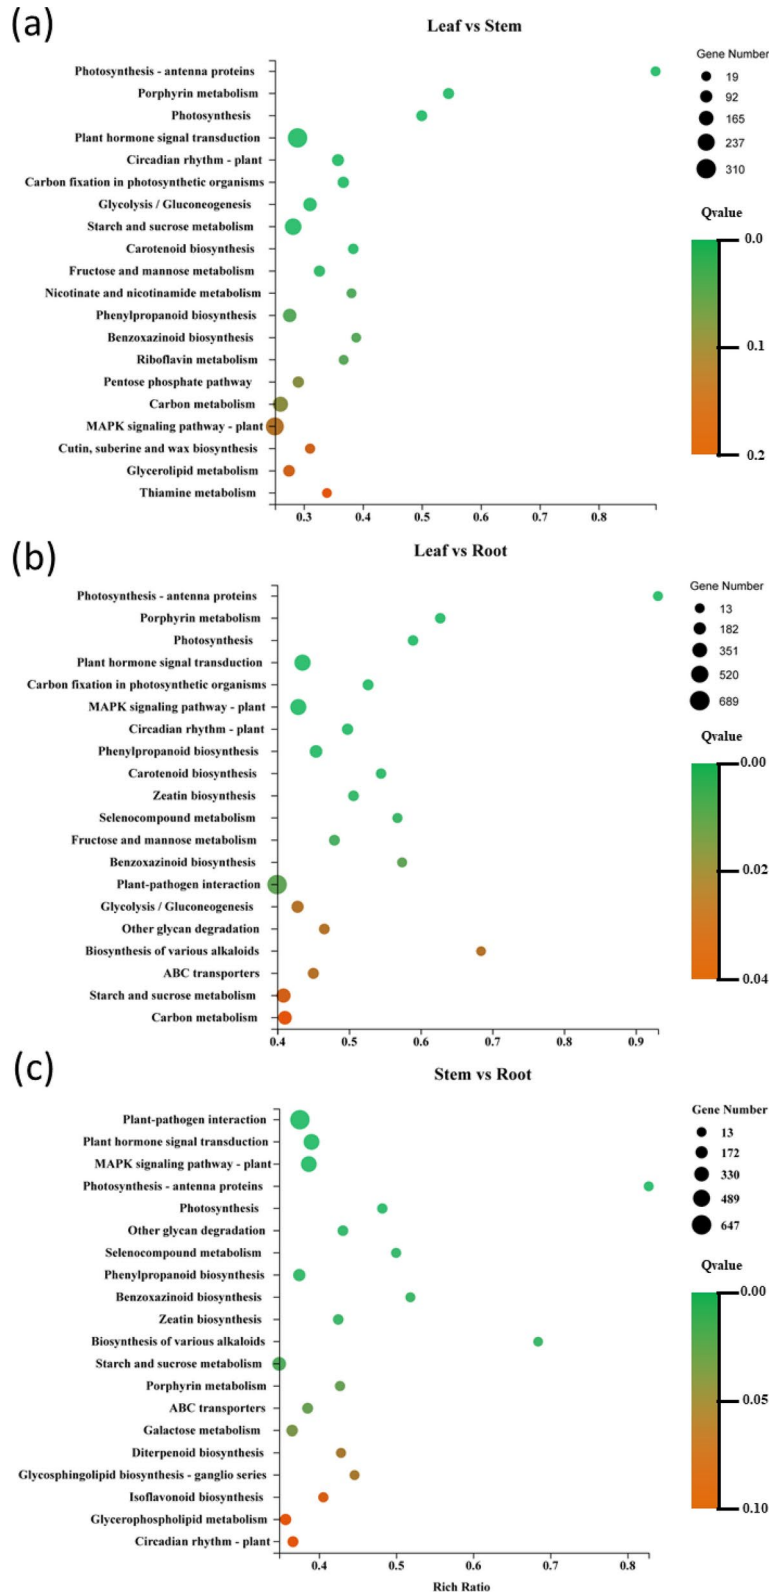 (a)
Leaf vs Stem
Photosynthesis - antenna proteins
Porphyrin metabolism
Photosynthesis
Plant hormone signal transduction
Circadian rhythm - plant
Carbon fixation in photosynthetic organisms
Glycolysis / Gluconeogenesis
Starch and sucrose metabolism
Carotenoid biosynthesis
Fructose and mannose metabolism
Nicotinate and nicotinamide metabolism
Phenylpropanoid biosynthesis
Benzoxazinoid biosynthesis
Riboflavin metabolism
Pentose phosphate pathway
Carbon metabolism
MAPK signaling pathway - plant
Cutin, suberine and wax biosynthesis
Glycerolipid metabolism
Thiamine metabolism
0.3 0.4 0.5 0.6 0.7 0.8
Gene Number
19
92
165
237
310
Qvalue
0.0
0.1
0.2
(b)
Leaf vs Root
Photosynthesis - antenna proteins
Porphyrin metabolism
Photosynthesis
Plant hormone signal transduction
Carbon fixation in photosynthetic organisms
MAPK signaling pathway - plant
Circadian rhythm - plant
Phenylpropanoid biosynthesis
Carotenoid biosynthesis
Zeatin biosynthesis
Selenocompound metabolism
Fructose and mannose metabolism
Benzoxazinoid biosynthesis
Plant-pathogen interaction
Glycolysis / Gluconeogenesis
Other glycan degradation
Biosynthesis of various alkaloids
ABC transporters
Starch and sucrose metabolism
Carbon metabolism
0.4 0.5 0.6 0.7 0.8 0.9
Gene Number
13
182
351
520
689
Qvalue
0.00
0.02
0.04
(c)
Stem vs Root
Plant-pathogen interaction
Plant hormone signal transduction
MAPK signaling pathway - plant
Photosynthesis - antenna proteins
Photosynthesis
Other glycan degradation
Selenocompound metabolism
Phenylpropanoid biosynthesis
Benzoxazinoid biosynthesis
Zeatin biosynthesis
Biosynthesis of various alkaloids
Starch and sucrose metabolism
Porphyrin metabolism
ABC transporters
Galactose metabolism
Diterpenoid biosynthesis
Glycosphingolipid biosynthesis - ganglio series
Isoflavonoid biosynthesis
Glycerophospholipid metabolism
Circadian rhythm - plant
0.4 0.5 0.6 0.7 0.8
Rich Ratio
Gene Number
13
172
330
489
647
Qvalue
0.00
0.05
0.10